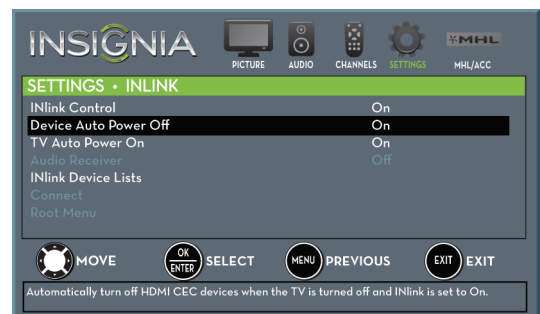 INSIGNIA
PICTURE AUDIO CHANNELS SETTINGS MHL MHL/ACC
SETTINGS • INLINK
INlink Control On
Device Auto Power Off On
TV Auto Power On On
Audio Receiver Off
INlink Device Lists
Connect
Root Menu
MOVE OK ENTER SELECT MENU PREVIOUS EXIT EXIT
Automatically turn off HDMI CEC devices when the TV is turned off and INlink is set to On.